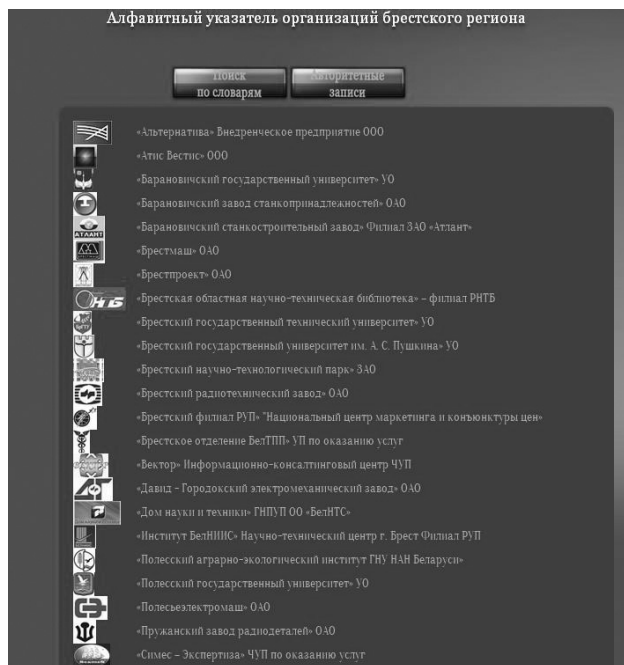 Алфавитный указатель организаций брестского региона
Поиск
по словарям
Авторитетные
записи
«Альтернатива» Внедренческое предприятие ООО
«Атис Вестис» ООО
«Барановичский государственный университет» УО
«Барановичский завод станкопринадлежностей» ОАО
АТЛАНТ
«Барановичский станкостроительный завод» Филиал ЗАО «Атлант»
«Брестмаш» ОАО
«Брестпроект» ОАО
НТБ
«Брестская областная научно-техническая библиотека» – филиал РНТБ
«Брестский государственный технический университет» УО
«Брестский государственный университет им. А. С. Пушкина» УО
«Брестский научно-технологический парк» ЗАО
«Брестский радиотехнический завод» ОАО
«Брестский филиал РУП» "Национальный центр маркетинга и конъюнктуры цен»
«Брестское отделение БелТПП» УП по оказанию услуг
«Вектор» Информационно-консалтинговый центр ЧУП
«Давид - Городокский электромеханический завод» ОАО
«Дом науки и техники» ГНПУП ОО «БелНТС»
«Институт БелНИИС» Научно-технический центр г. Брест Филиал РУП
«Полесский аграрно-экологический институт ГНУ НАН Беларуси»
«Полесский государственный университет» УО
«Полесьеэлектромаш» ОАО
«Пружанский завод радиодеталей» ОАО
«Симес – Экспертиза» ЧУП по оказанию услуг